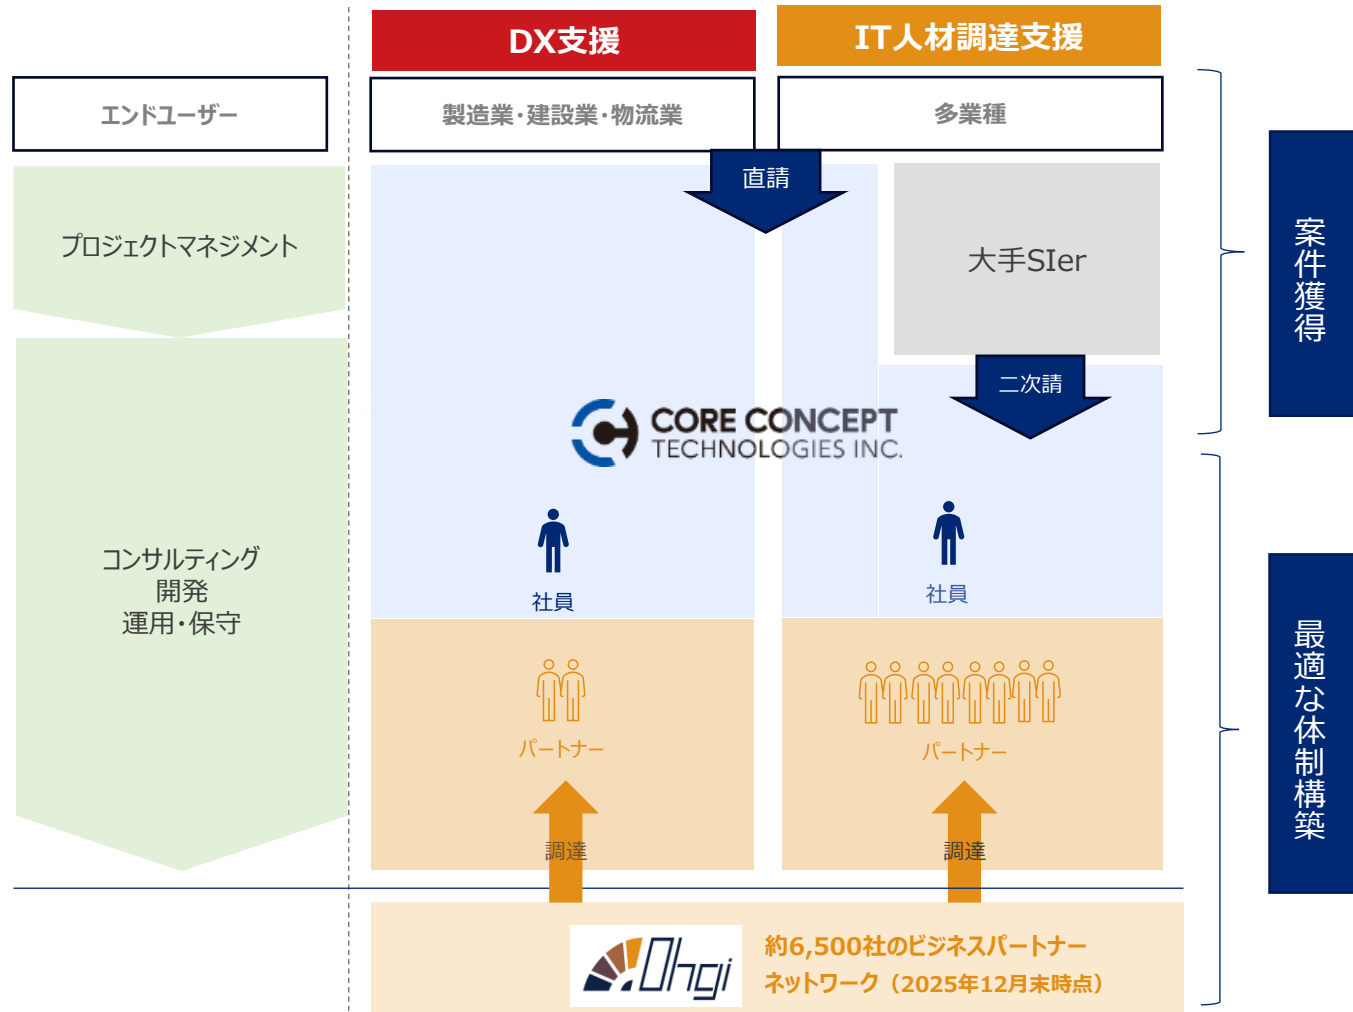 DX支援
IT人材調達支援
エンドユーザー
製造業・建設業・物流業
多業種
直請
プロジェクトマネジメント
大手SIer
二次請
案件獲得
CORE CONCEPT
TECHNOLOGIES INC.
コンサルティング
開発
運用・保守
社員
社員
パートナー
パートナー
調達
調達
最適な体制構築
Ohgi
約6,500社のビジネスパートナー
ネットワーク（2025年12月末時点）